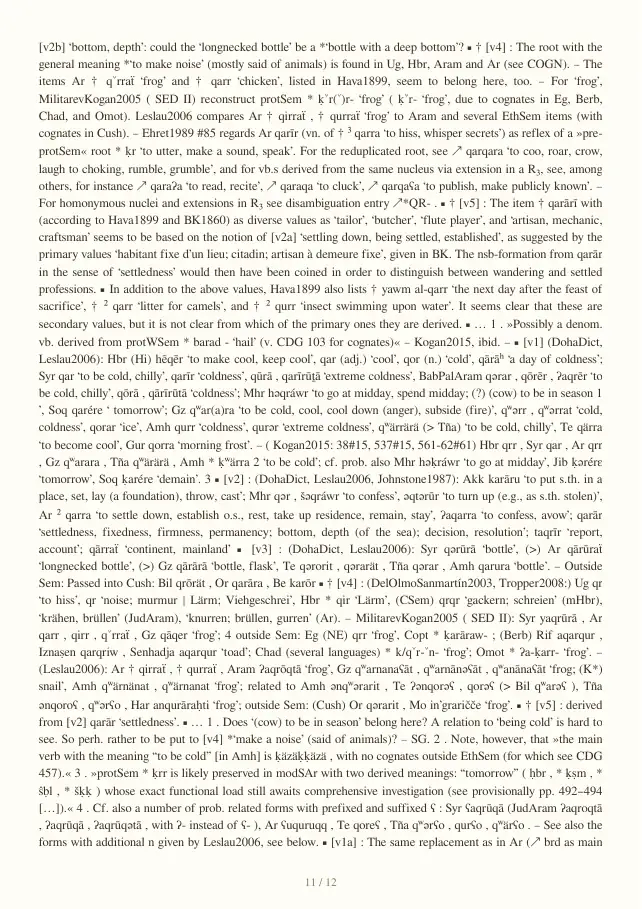 [v2b] ‘bottom, depth’: could the ‘longnecked bottle’ be a *‘bottle with a deep bottom’? ▪ † [v4] : The root with the
general meaning *‘to make noise’ (mostly said of animals) is found in Ug, Hbr, Aram and Ar (see COGN). – The
items Ar † qˇrraẗ ‘frog’ and † qarr ‘chicken’, listed in Hava1899, seem to belong here, too. – For ‘frog’,
MilitarevKogan2005 ( SED II) reconstruct protSem * ḳˇr(ˇ)r- ‘frog’ ( ḳˇr- ‘frog’, due to cognates in Eg, Berb,
Chad, and Omot). Leslau2006 compares Ar † qirraẗ , † qurraẗ ‘frog’ to Aram and several EthSem items (with
cognates in Cush). – Ehret1989 #85 regards Ar qarīr (vn. of † ³ qarra ‘to hiss, whisper secrets’) as reflex of a »pre-
protSem« root * ḳr ‘to utter, make a sound, speak’. For the reduplicated root, see ↗ qarqara ‘to coo, roar, crow,
laugh to choking, rumble, grumble’, and for vb.s derived from the same nucleus via extension in a R₃, see, among
others, for instance ↗ qaraʔa ‘to read, recite’, ↗ qaraqa ‘to cluck’, ↗ qaraqʕa ‘to publish, make publicly known’. –
For homonymous nuclei and extensions in R₃ see disambiguation entry ↗*QR- . ▪ † [v5] : The item † qarārī with
(according to Hava1899 and BK1860) as diverse values as ‘tailor’, ‘butcher’, ‘flute player’, and ‘artisan, mechanic,
craftsman’ seems to be based on the notion of [v2a] ‘settling down, being settled, established’, as suggested by the
primary values ‘habitant fixe d’un lieu; citadin; artisan à demeure fixe’, given in BK. The nsb-formation from qarār
in the sense of ‘settledness’ would then have been coined in order to distinguish between wandering and settled
professions. ▪ In addition to the above values, Hava1899 also lists † yawm al-qarr ‘the next day after the feast of
sacrifice’, † ² qarr ‘litter for camels’, and † ² qurr ‘insect swimming upon water’. It seems clear that these are
secondary values, but it is not clear from which of the primary ones they are derived. ▪ … 1 . »Possibly a denom.
vb. derived from protWSem * barad - ‘hail’ (v. CDG 103 for cognates)« – Kogan2015, ibid. – ▪ [v1] (DohaDict,
Leslau2006): Hbr (Hi) hēqēr ‘to make cool, keep cool’, qar (adj.) ‘cool’, qor (n.) ‘cold’, qārāʰ ‘a day of coldness’;
Syr qar ‘to be cold, chilly’, qarīr ‘coldness’, qūrā , qarīrūṯā ‘extreme coldness’, BabPalAram qərar , qōrēr , ʔaqrēr ‘to
be cold, chilly’, qōrā , qārīrūtā ‘coldness’; Mhr həqráwr ‘to go at midday, spend midday; (?) (cow) to be in season 1
’, Soq qarére ‘ tomorrow’; Gz qʷar(a)ra ‘to be cold, cool, cool down (anger), subside (fire)’, qʷərr , qʷərrat ‘cold,
coldness’, qorar ‘ice’, Amh qurr ‘coldness’, qurər ‘extreme coldness’, qʷärrärä (> Tña) ‘to be cold, chilly’, Te qärra
‘to become cool’, Gur qorra ‘morning frost’. – ( Kogan2015: 38#15, 537#15, 561-62#61) Hbr qrr , Syr qar , Ar qrr
, Gz qʷarara , Tña qʷärärä , Amh * ḳʷärra 2 ‘to be cold’; cf. prob. also Mhr həḳráwr ‘to go at midday’, Jib ḳərére
‘tomorrow’, Soq ḳarére ‘demain’. 3 ▪ [v2] : (DohaDict, Leslau2006, Johnstone1987): Akk karāru ‘to put s.th. in a
place, set, lay (a foundation), throw, cast’; Mhr qər , šəqráwr ‘to confess’, əqtərūr ‘to turn up (e.g., as s.th. stolen)’,
Ar ² qarra ‘to settle down, establish o.s., rest, take up residence, remain, stay’, ʔaqarra ‘to confess, avow’; qarār
‘settledness, fixedness, firmness, permanency; bottom, depth (of the sea); decision, resolution’; taqrīr ‘report,
account’; qārraẗ ‘continent, mainland’ ▪ [v3] : (DohaDict, Leslau2006): Syr qərūrā ‘bottle’, (>) Ar qārūraẗ
‘longnecked bottle’, (>) Gz qārūrā ‘bottle, flask’, Te qərorit , qərarät , Tña qərar , Amh qarura ‘bottle’. – Outside
Sem: Passed into Cush: Bil qrōrät , Or qarāra , Be karōr ▪ † [v4] : (DelOlmoSanmartín2003, Tropper2008:) Ug qr
‘to hiss’, qr ‘noise; murmur | Lärm; Viehgeschrei’, Hbr * qir ‘Lärm’, (CSem) qrqr ‘gackern; schreien’ (mHbr),
‘krähen, brüllen’ (JudAram), ‘knurren; brüllen, gurren’ (Ar). – MilitarevKogan2005 ( SED II): Syr yaqrūrā , Ar
qarr , qirr , qˇrraẗ , Gz qāqer ‘frog’; 4 outside Sem: Eg (NE) qrr ‘frog’. Copt * ḳarāraw- ; (Berb) Rif aqarqur ,
Iznaṣen qarqriw , Senhadja aqarqur ‘toad’; Chad (several languages) * k/qˇr-ˇn- ‘frog’; Omot * ʔa-ḳarr- ‘frog’. –
(Leslau2006): Ar † qirraẗ , † qurraẗ , Aram ʔaqrōqtā ‘frog’, Gz qʷarnanaʕāt , qʷarnānəʕāt , qʷanānaʕāt ‘frog; (K*)
snail’, Amh qʷärnänat , qʷarnanat ‘frog’; related to Amh ənqʷərarit , Te ʔənqorəʕ , qorəʕ (> Bil qʷaraʕ ), Tña
ənqoroʕ , qʷərʕo , Har anqurāraḥti ‘frog’; outside Sem: (Cush) Or qərarit , Mo in'graričče ‘frog’. ▪ † [v5] : derived
from [v2] qarār ‘settledness’. ▪ … 1 . Does ‘(cow) to be in season’ belong here? A relation to ‘being cold’ is hard to
see. So perh. rather to be put to [v4] *‘make a noise’ (said of animals)? – SG. 2 . Note, however, that »the main
verb with the meaning “to be cold” [in Amh] is ḳäzäḳḳäzä , with no cognates outside EthSem (for which see CDG
457).« 3 . »protSem * ḳrr is likely preserved in modSAr with two derived meanings: “tomorrow” ( ḥbr , * ḳṣm , *
šbl , * šḳḳ ) whose exact functional load still awaits comprehensive investigation (see provisionally pp. 492–494
[…]).« 4 . Cf. also a number of prob. related forms with prefixed and suffixed ʕ : Syr ʕaqrūqā (JudAram ʔaqroqtā
, ʔaqrūqā , ʔaqrūqətā , with ʔ- instead of ʕ- ), Ar ʕuquruqq , Te qoreʕ , Tña qʷərʕo , qurʕo , qʷärʕo . – See also the
forms with additional n given by Leslau2006, see below. ▪ [v1a] : The same replacement as in Ar (↗ brd as main
11 / 12